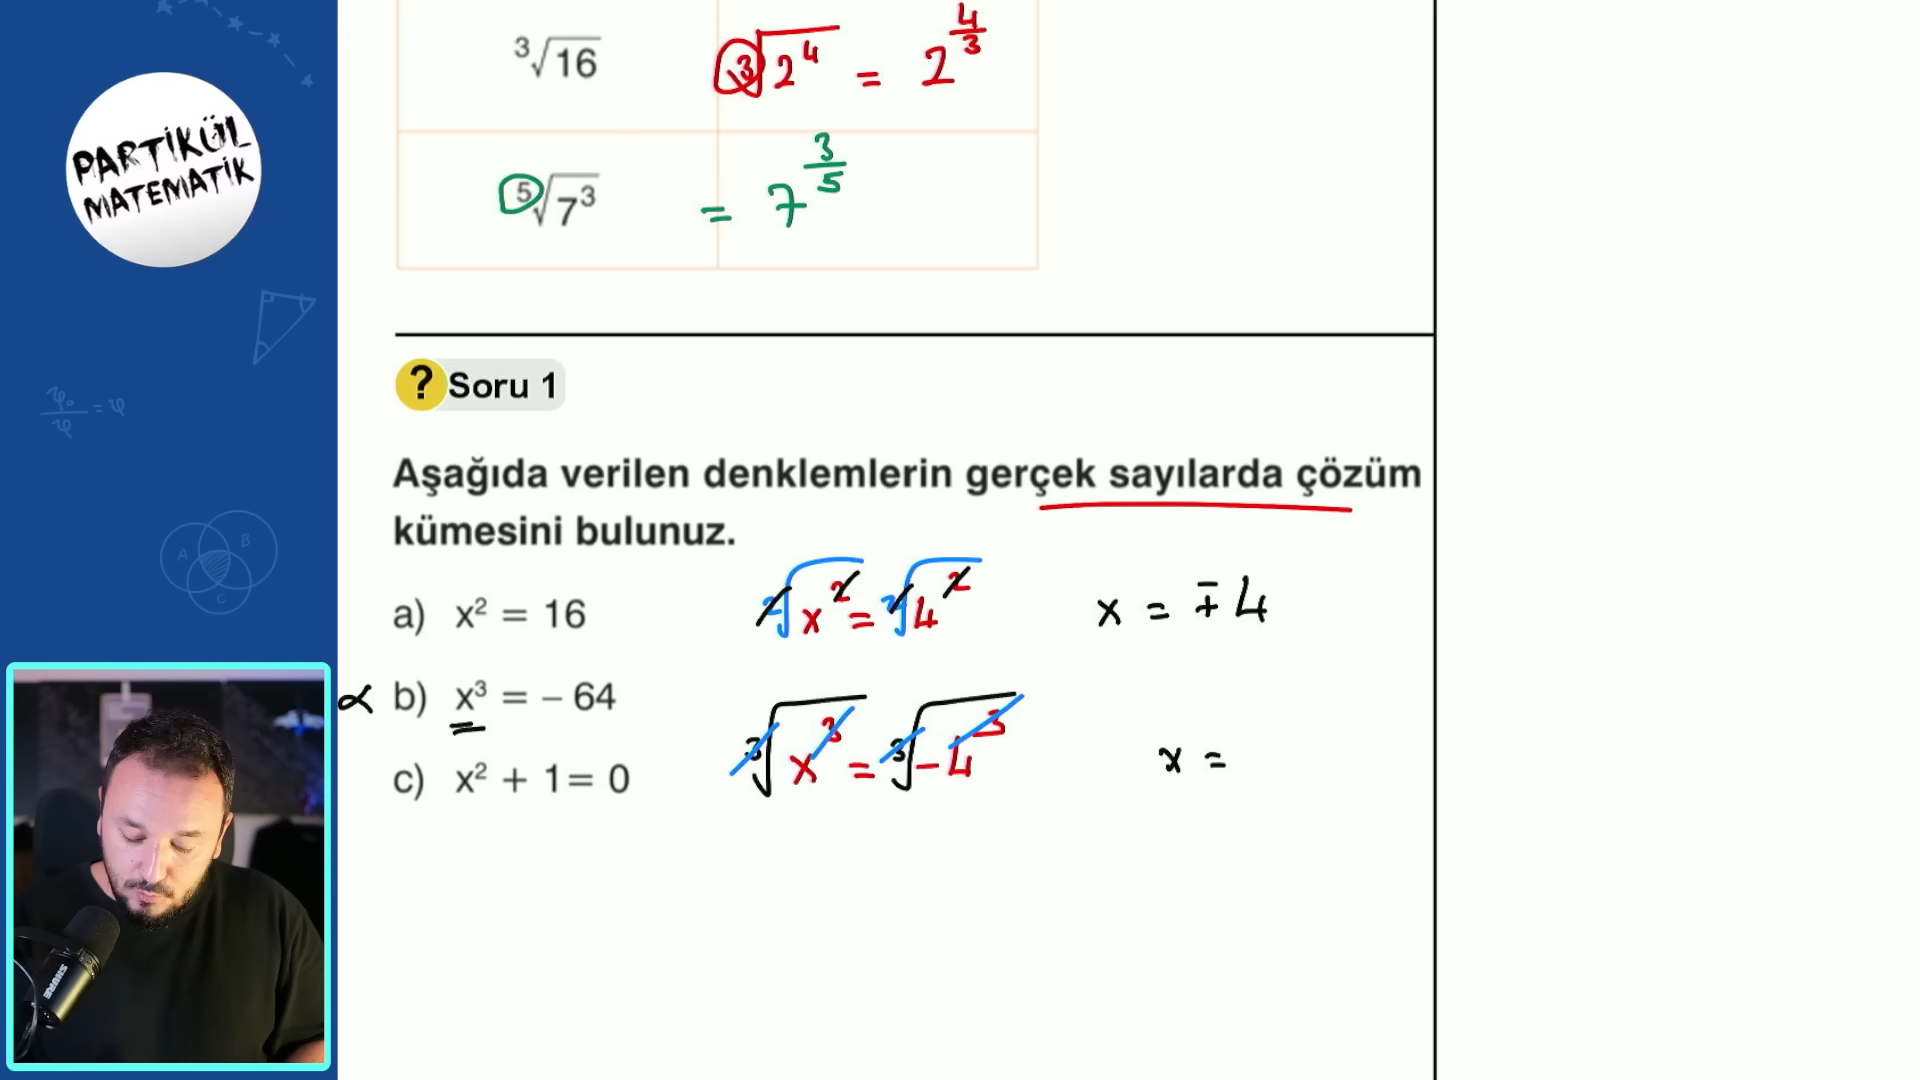 PARTİKÜL
MATEMATİK
³√16 ³√2⁴ = 2^(4/3)
⁵√7³ = 7^(3/5)
? Soru 1
Aşağıda verilen denklemlerin gerçek sayılarda çözüm
kümesini bulunuz.
a) x² = 16 ²√x² = ²√4² x = ∓4
α b) x³ = – 64 ³√x³ = ³√-4³ x =
c) x² + 1= 0
A B
C
SHURE